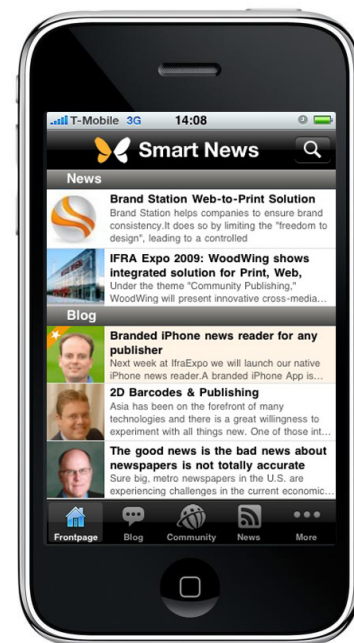 T-Mobile 3G 14:08
Smart News
News
Brand Station Web-to-Print Solution
Brand Station helps companies to ensure brand
consistency.It does so by limiting the "freedom to
design", leading to a controlled
IFRA Expo 2009: WoodWing shows
integrated solution for Print, Web,
Under the theme "Community Publishing,"
WoodWing will present innovative cross-media...
Blog
Branded iPhone news reader for any
publisher
Next week at IfraExpo we will launch our native
iPhone news reader.A branded iPhone App is...
2D Barcodes & Publishing
Asia has been on the forefront of many
technologies and there is a great willingness to
experiment with all things new. One of those int...
The good news is the bad news about
newspapers is not totally accurate
Sure big, metro newspapers in the U.S. are
experiencing challenges in the current economic...
Frontpage Blog Community News More